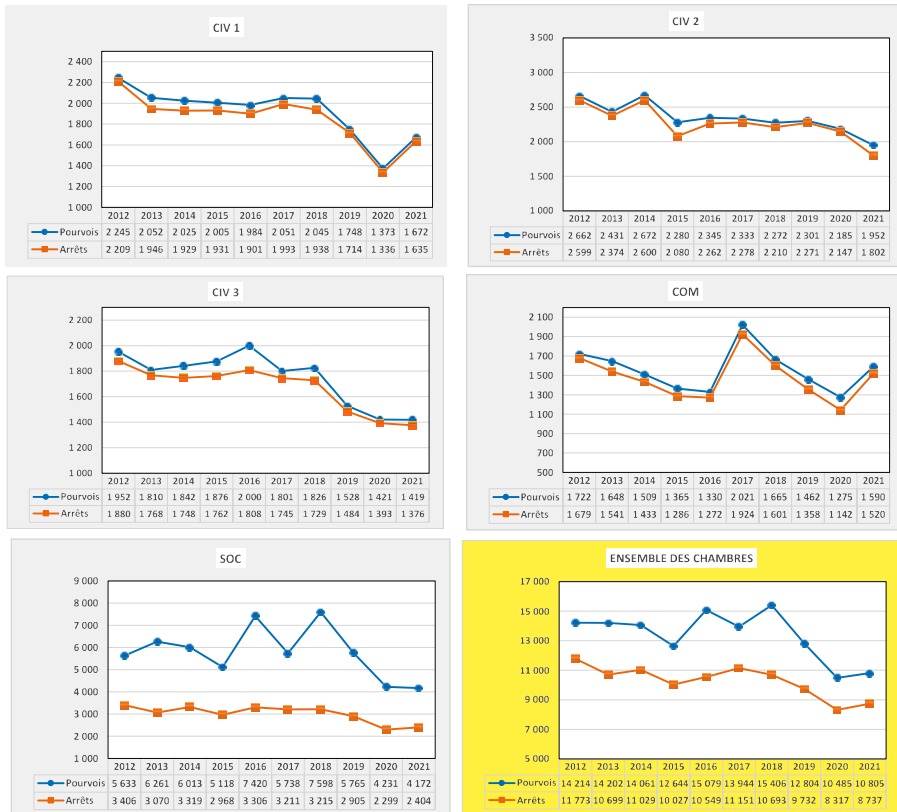 CIV 1
2 400
2 200
2 000
1 800
1 600
1 400
1 200
1 000
2012 2013 2014 2015 2016 2017 2018 2019 2020 2021
Pourvois 2 245 2 052 2 025 2 005 1 984 2 051 2 045 1 748 1 373 1 672
Arrêts 2 209 1 946 1 929 1 931 1 901 1 993 1 938 1 714 1 336 1 635
CIV 2
3 500
3 000
2 500
2 000
1 500
1 000
2012 2013 2014 2015 2016 2017 2018 2019 2020 2021
Pourvois 2 662 2 431 2 672 2 280 2 345 2 333 2 272 2 301 2 185 1 952
Arrêts 2 599 2 374 2 600 2 080 2 262 2 278 2 210 2 271 2 147 1 802
CIV 3
2 200
2 000
1 800
1 600
1 400
1 200
1 000
2012 2013 2014 2015 2016 2017 2018 2019 2020 2021
Pourvois 1 952 1 810 1 842 1 876 2 000 1 801 1 826 1 528 1 421 1 419
Arrêts 1 880 1 768 1 748 1 762 1 808 1 745 1 729 1 484 1 393 1 376
COM
2 100
1 900
1 700
1 500
1 300
1 100
900
700
500
2012 2013 2014 2015 2016 2017 2018 2019 2020 2021
Pourvois 1 722 1 648 1 509 1 365 1 330 2 021 1 665 1 462 1 275 1 590
Arrêts 1 679 1 541 1 433 1 286 1 272 1 924 1 601 1 358 1 142 1 520
SOC
9 000
8 000
7 000
6 000
5 000
4 000
3 000
2 000
1 000
2012 2013 2014 2015 2016 2017 2018 2019 2020 2021
Pourvois 5 633 6 261 6 013 5 118 7 420 5 738 7 598 5 765 4 231 4 172
Arrêts 3 406 3 070 3 319 2 968 3 306 3 211 3 215 2 905 2 299 2 404
ENSEMBLE DES CHAMBRES
17 000
15 000
13 000
11 000
9 000
7 000
5 000
2012 2013 2014 2015 2016 2017 2018 2019 2020 2021
Pourvois 14 214 14 202 14 061 12 644 15 079 13 944 15 406 12 804 10 485 10 805
Arrêts 11 773 10 699 11 029 10 027 10 549 11 151 10 693 9 732 8 317 8 737